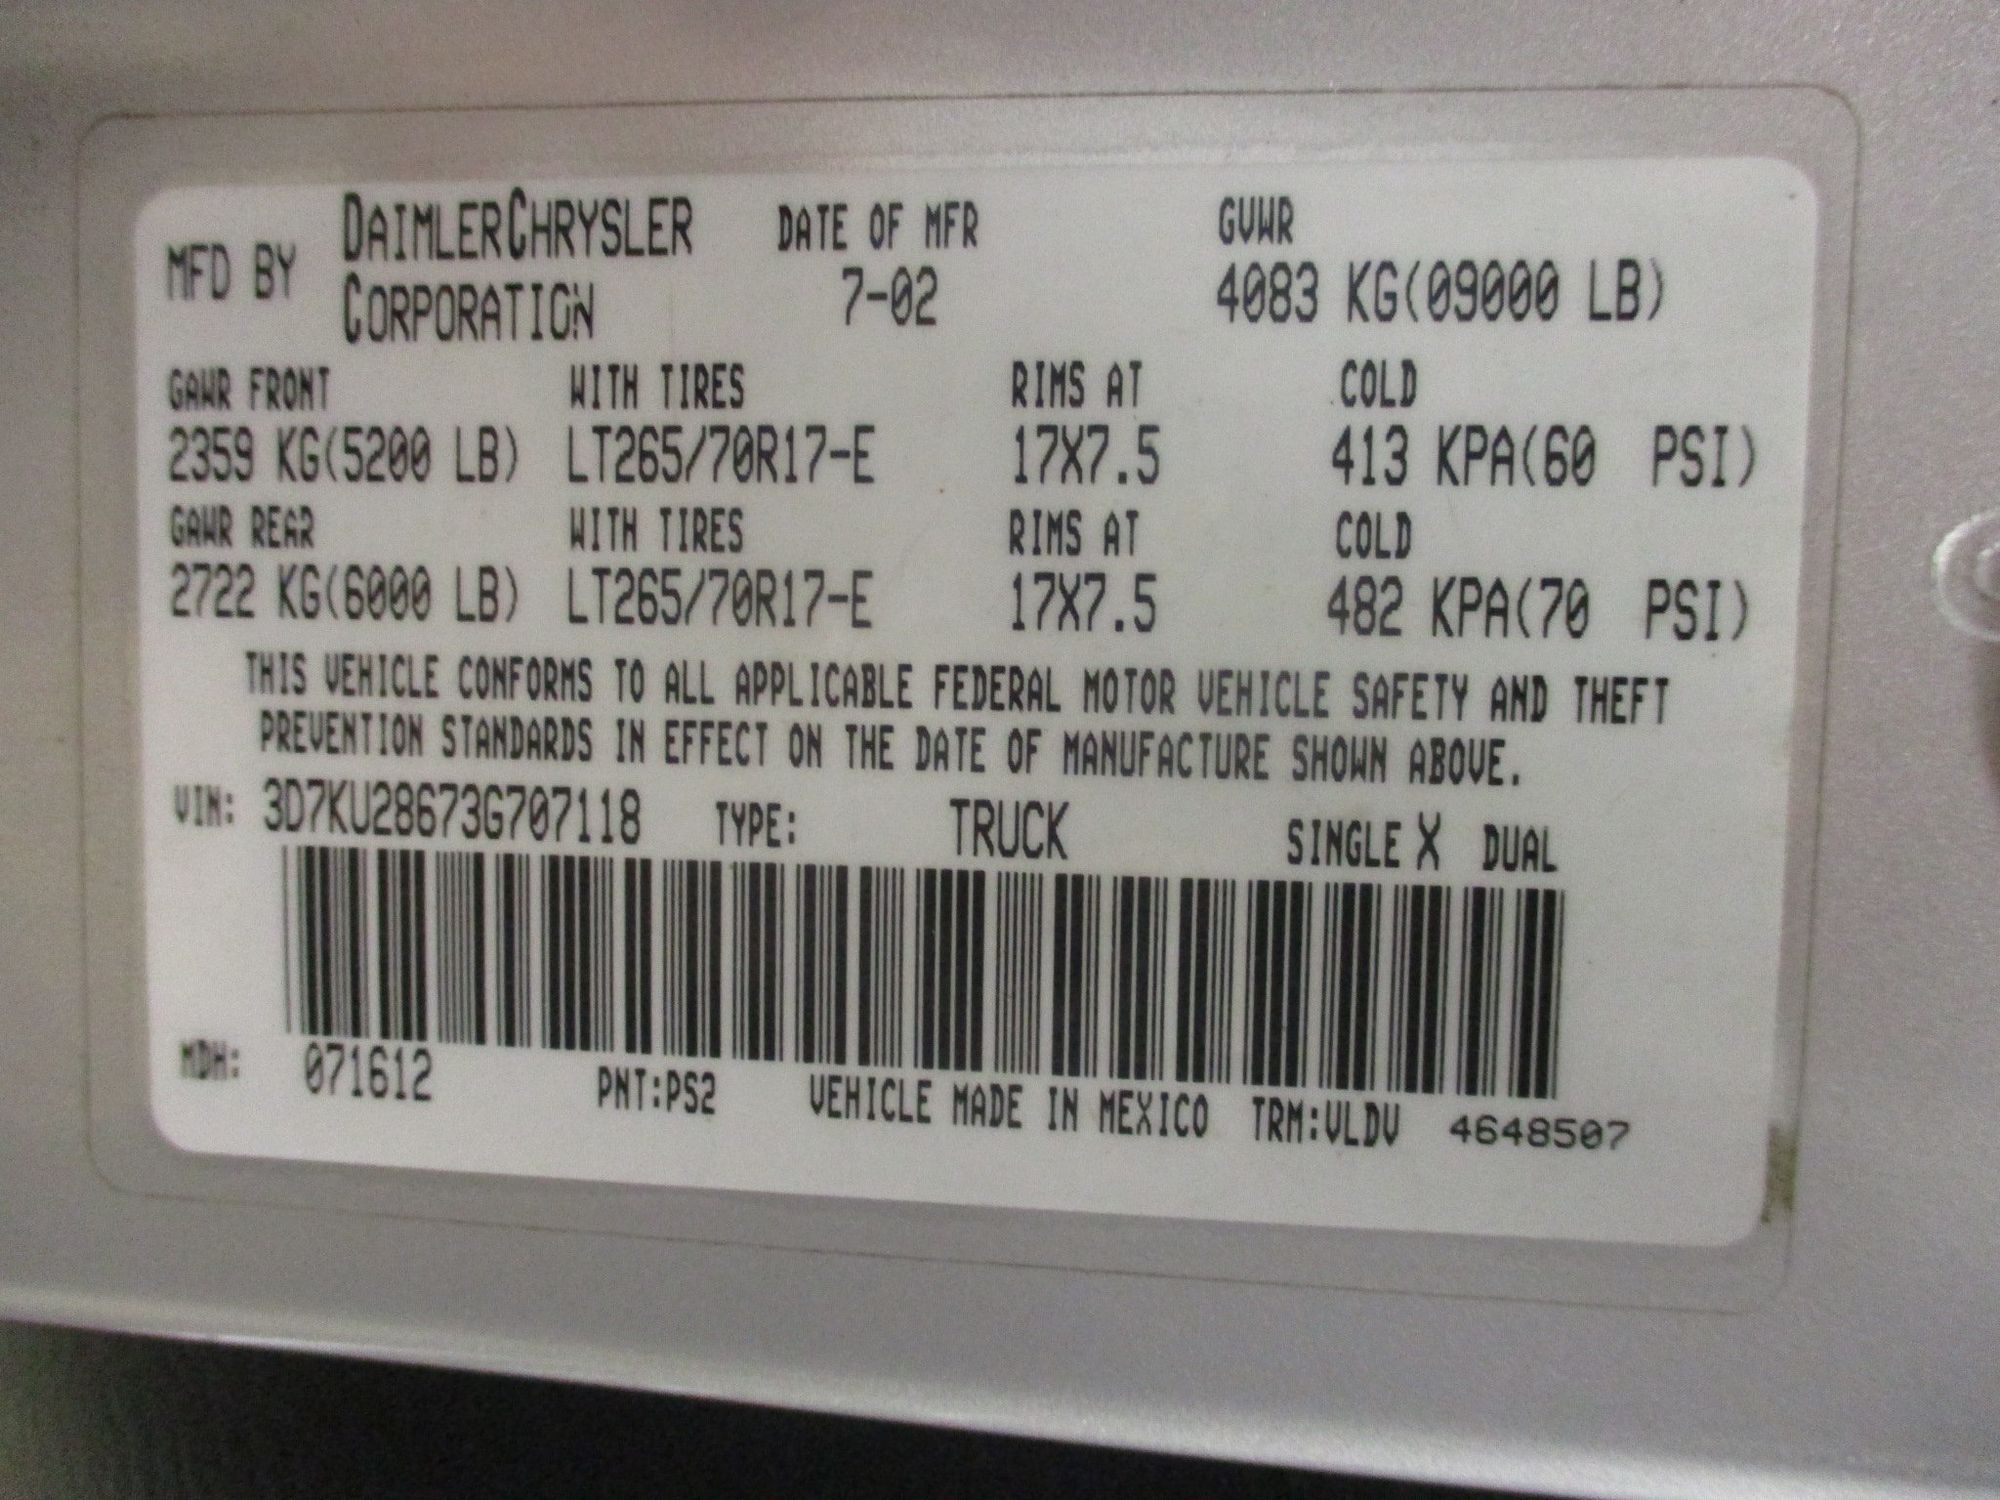 MFD BY DAIMLERCHRYSLER CORPORATION DATE OF MFR 7-02 GVWR 4083 KG(09000 LB)
GAWR FRONT WITH TIRES RIMS AT COLD
2359 KG(5200 LB) LT265/70R17-E 17X7.5 413 KPA(60 PSI)
GAWR REAR WITH TIRES RIMS AT COLD
2722 KG(6000 LB) LT265/70R17-E 17X7.5 482 KPA(70 PSI)
THIS VEHICLE CONFORMS TO ALL APPLICABLE FEDERAL MOTOR VEHICLE SAFETY AND THEFT
PREVENTION STANDARDS IN EFFECT ON THE DATE OF MANUFACTURE SHOWN ABOVE.
VIN: 3D7KU28673G707118 TYPE: TRUCK SINGLE X DUAL
MDH: 071612 PNT:PS2 VEHICLE MADE IN MEXICO TRM:VLDV 4648507